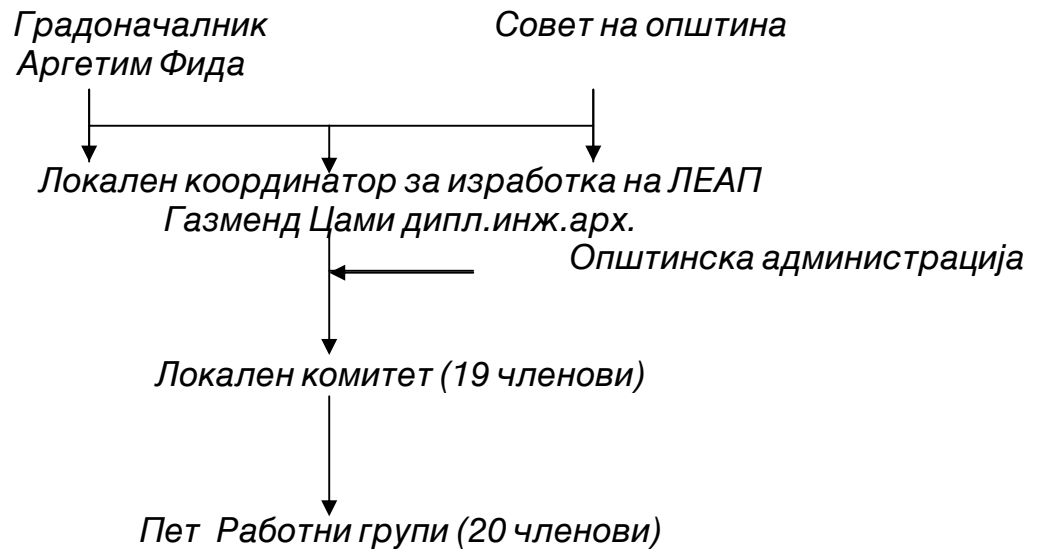 Градоначалник
Аргетим Фида
Совет на општина
Локален координатор за изработка на ЛЕАП
Газменд Цами дипл.инж.арх.
Општинска администрација
Локален комитет (19 членови)
Пет Работни групи (20 членови)